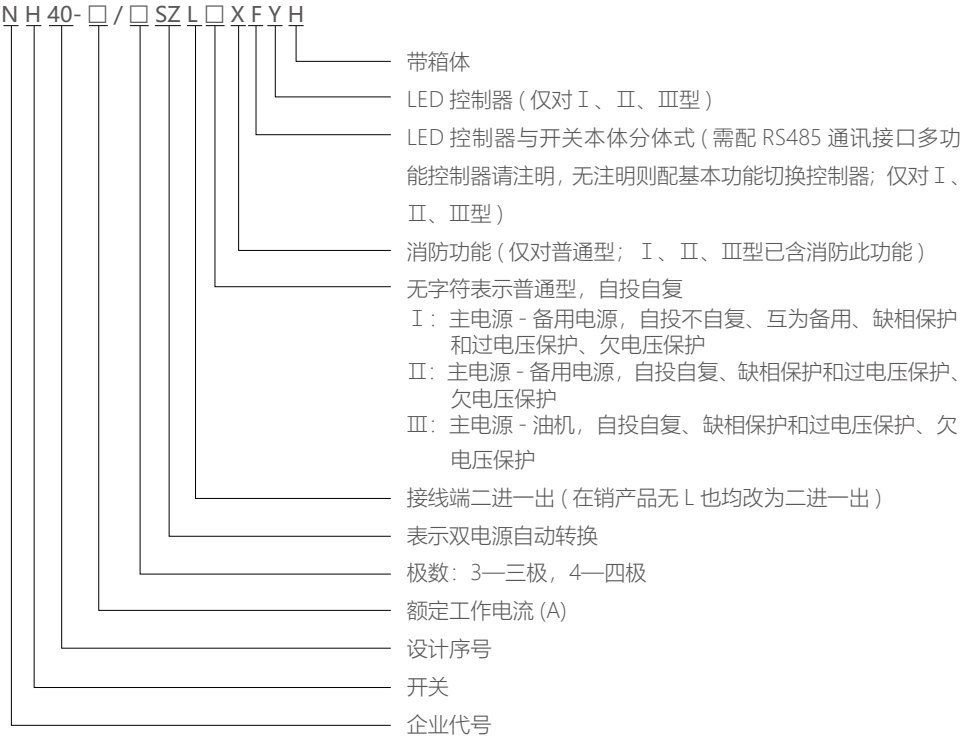 N H 40- □ / □ SZ L □ X F Y H
带箱体
LED 控制器 ( 仅对Ⅰ、Ⅱ、Ⅲ型 )
LED 控制器与开关本体分体式 ( 需配 RS485 通讯接口多功
能控制器请注明, 无注明则配基本功能切换控制器; 仅对Ⅰ、
Ⅱ、Ⅲ型 )
消防功能 ( 仅对普通型; Ⅰ、Ⅱ、Ⅲ型已含消防此功能 )
无字符表示普通型, 自投自复
Ⅰ: 主电源 - 备用电源, 自投不自复、互为备用、缺相保护
和过电压保护、欠电压保护
Ⅱ: 主电源 - 备用电源, 自投自复、缺相保护和过电压保护、
欠电压保护
Ⅲ: 主电源 - 油机, 自投自复、缺相保护和过电压保护、欠
电压保护
接线端二进一出 ( 在销产品无 L 也均改为二进一出 )
表示双电源自动转换
极数: 3—三极, 4—四极
额定工作电流 (A)
设计序号
开关
企业代号